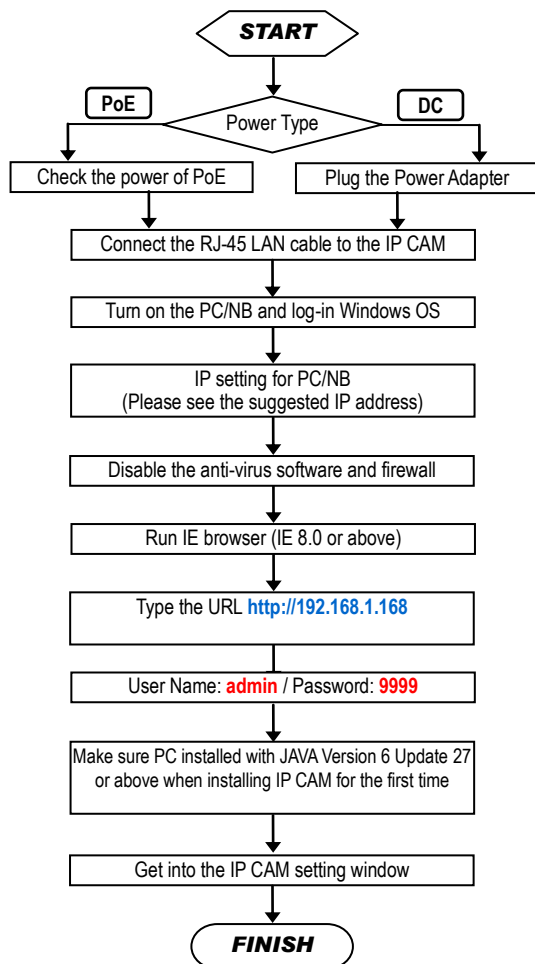 START
PoE
DC
Power Type
Check the power of PoE
Plug the Power Adapter
Connect the RJ-45 LAN cable to the IP CAM
Turn on the PC/NB and log-in Windows OS
IP setting for PC/NB
(Please see the suggested IP address)
Disable the anti-virus software and firewall
Run IE browser (IE 8.0 or above)
Type the URL http://192.168.1.168
User Name: admin / Password: 9999
Make sure PC installed with JAVA Version 6 Update 27
or above when installing IP CAM for the first time
Get into the IP CAM setting window
FINISH